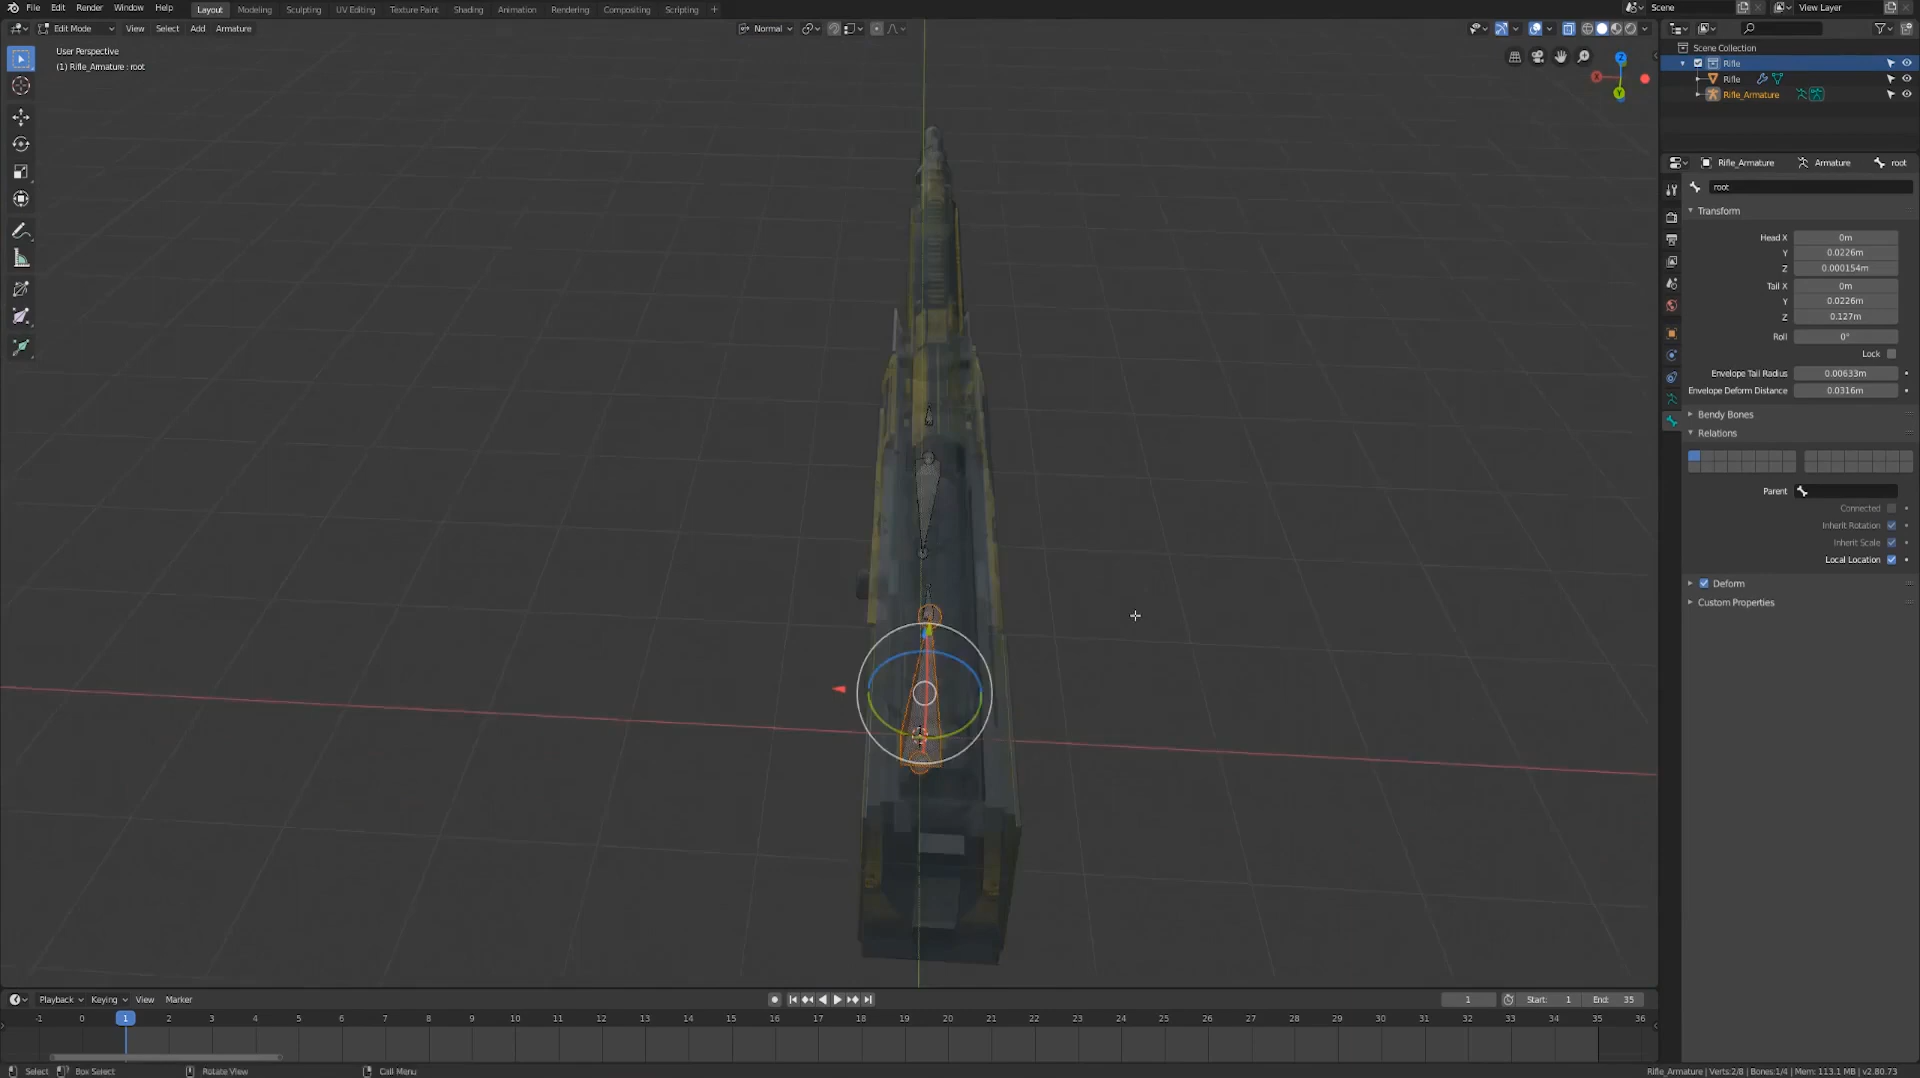 File Edit Render Window Help Layout Modeling Sculpting UV Editing Texture Paint Shading Animation Rendering Compositing Scripting + Scene View Layer
Edit Mode View Select Add Armature Normal
User Perspective
(1) Rifle_Armature : root
X
Z
Y
Scene Collection
Rifle
Rifle
Rifle_Armature
Rifle_Armature Armature root
root
Transform
Head X 0m
Y 0.0226m
Z 0.000154m
Tail X 0m
Y 0.0226m
Z 0.127m
Roll 0°
Lock
Envelope Tail Radius 0.00633m
Envelope Deform Distance 0.0316m
Bendy Bones
Relations
Parent
Connected
Inherit Rotation
Inherit Scale
Local Location
Deform
Custom Properties
Playback Keying View Marker 1 Start: 1 End: 35
-1 0 1 2 3 4 5 6 7 8 9 10 11 12 13 14 15 16 17 18 19 20 21 22 23 24 25 26 27 28 29 30 31 32 33 34 35 36
Select Box Select Rotate View Call Menu Rifle_Armature | Verts:2/8 | Bones:1/4 | Mem: 113.1 MB | v2.80.73